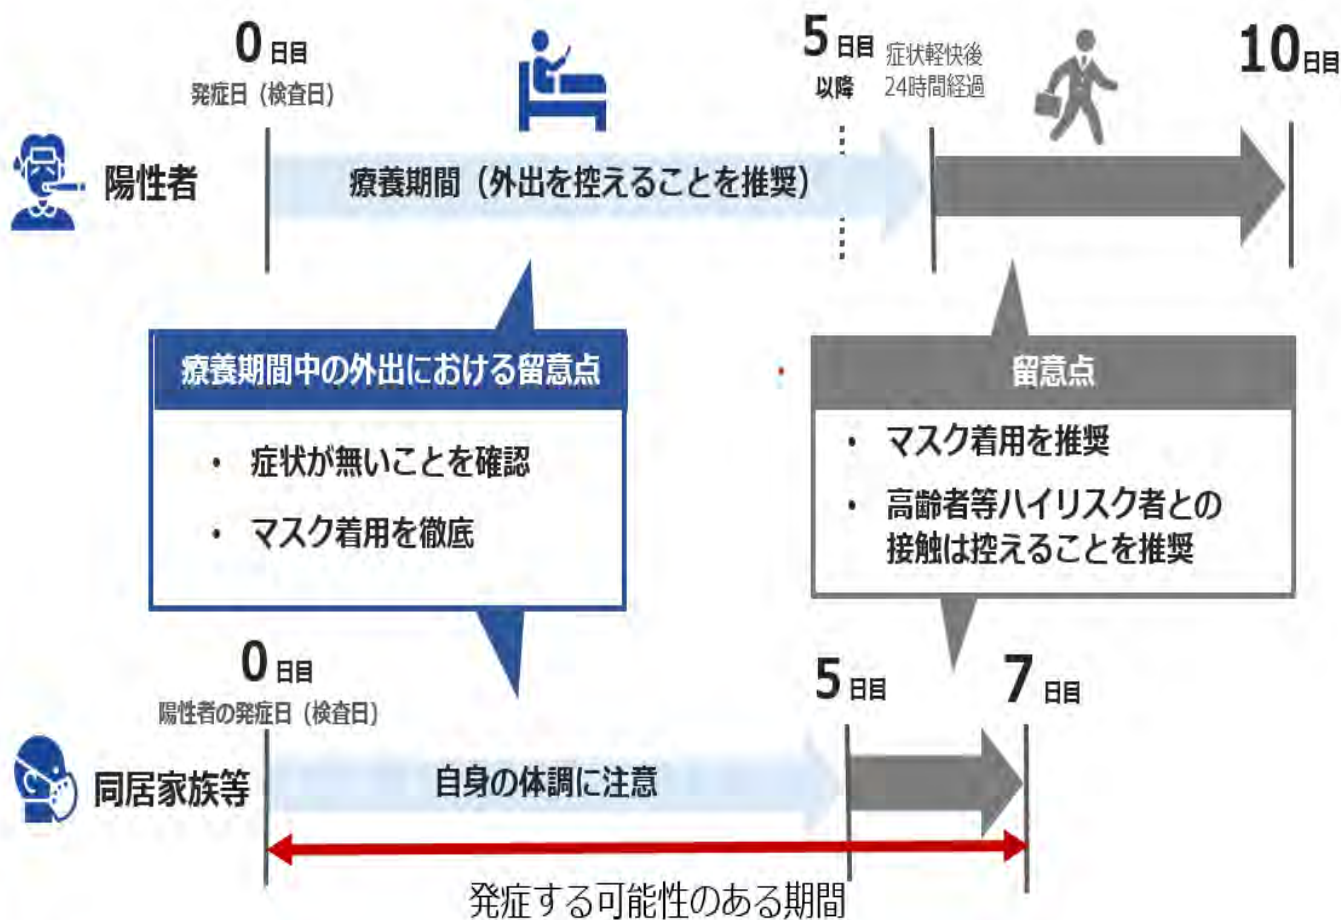 0 日目
発症日（検査日）
5 日目
以降
症状軽快後
24時間経過
10日目
陽性者
療養期間（外出を控えることを推奨）
療養期間中の外出における留意点
・ 症状が無いことを確認
・ マスク着用を徹底
留意点
・ マスク着用を推奨
・ 高齢者等ハイリスク者との
接触は控えることを推奨
0 日目
陽性者の発症日（検査日）
5 日目
7 日目
同居家族等
自身の体調に注意
発症する可能性のある期間